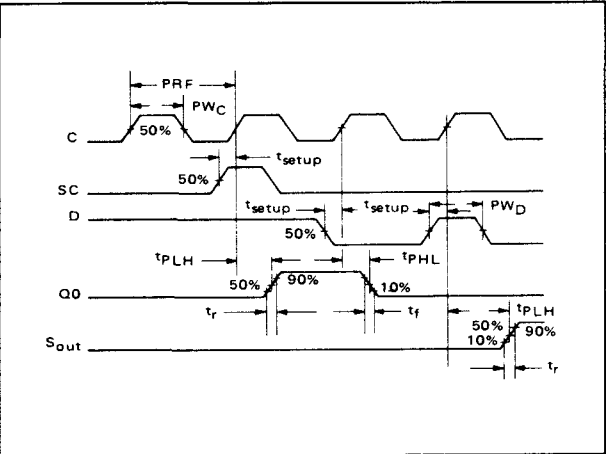 PRF
PWC
C
50%
tsetup
50%
SC
tsetup
tsetup
PWD
D
50%
tPLH
tPHL
50%
90%
10%
Q0
tr
tf
tPLH
50%
90%
10%
Sout
tr